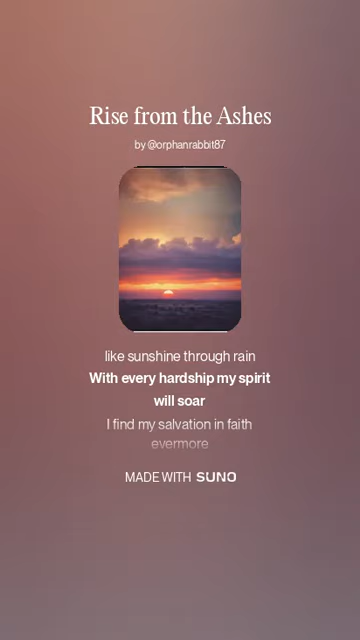 Rise from the Ashes
by @orphanrabbit87
like sunshine through rain
With every hardship my spirit
will soar
I find my salvation in faith
evermore
MADE WITH SUNO